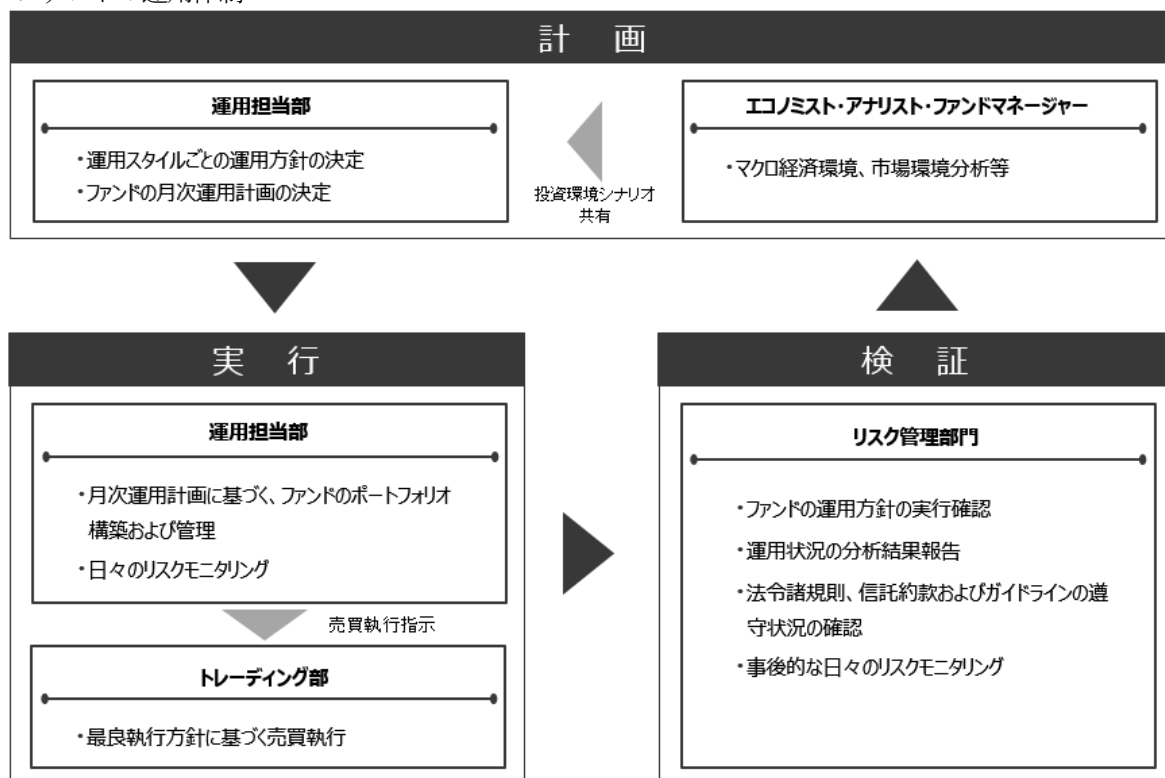 計 画
運用担当部
・運用スタイルごとの運用方針の決定
・ファンドの月次運用計画の決定
投資環境シナリオ
共有
エコノミスト・アナリスト・ファンドマネージャー
・マクロ経済環境、市場環境分析等
実 行
運用担当部
・月次運用計画に基づく、ファンドのポートフォリオ
構築および管理
・日々のリスクモニタリング
売買執行指示
トレーディング部
・最良執行方針に基づく売買執行
検 証
リスク管理部門
・ファンドの運用方針の実行確認
・運用状況の分析結果報告
・法令諸規則、信託約款およびガイドラインの遵
守状況の確認
・事後的な日々のリスクモニタリング